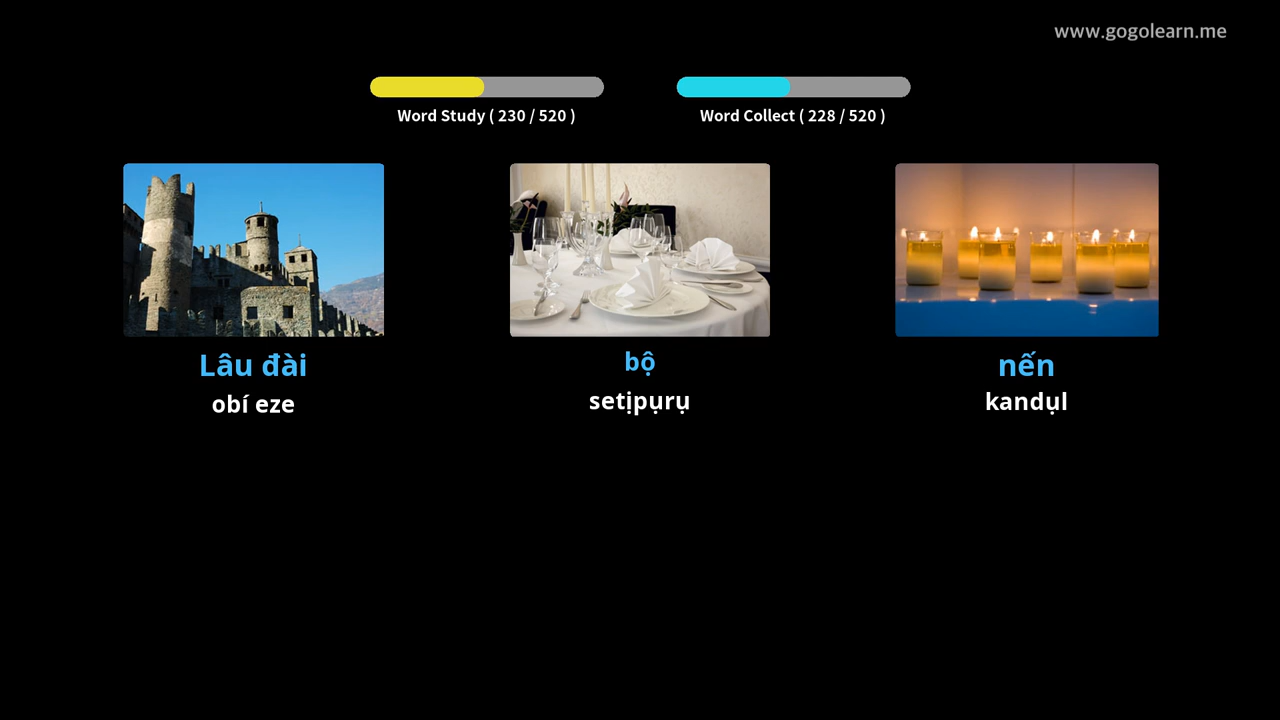 www.gogolearn.me
Word Study ( 230 / 520 )
Word Collect ( 228 / 520 )
Lâu đài
obí eze
bộ
setịpụrụ
nến
kandụl